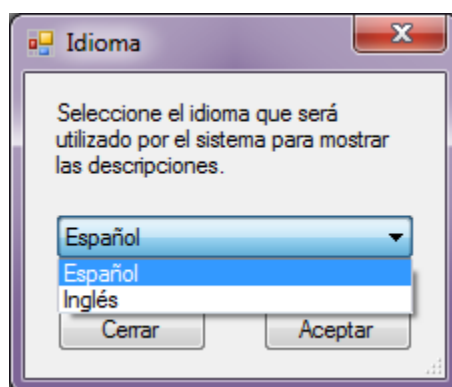 Idioma
Seleccione el idioma que será
utilizado por el sistema para mostrar
las descripciones.
Español
Español
Inglés
Cerrar Aceptar